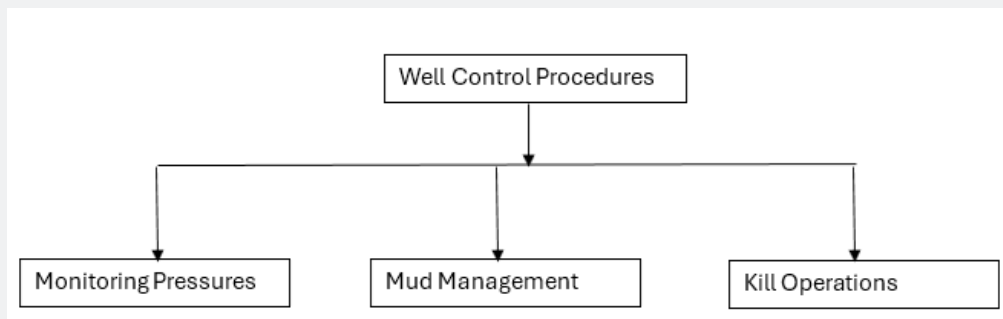 Well Control Procedures
Monitoring Pressures
Mud Management
Kill Operations